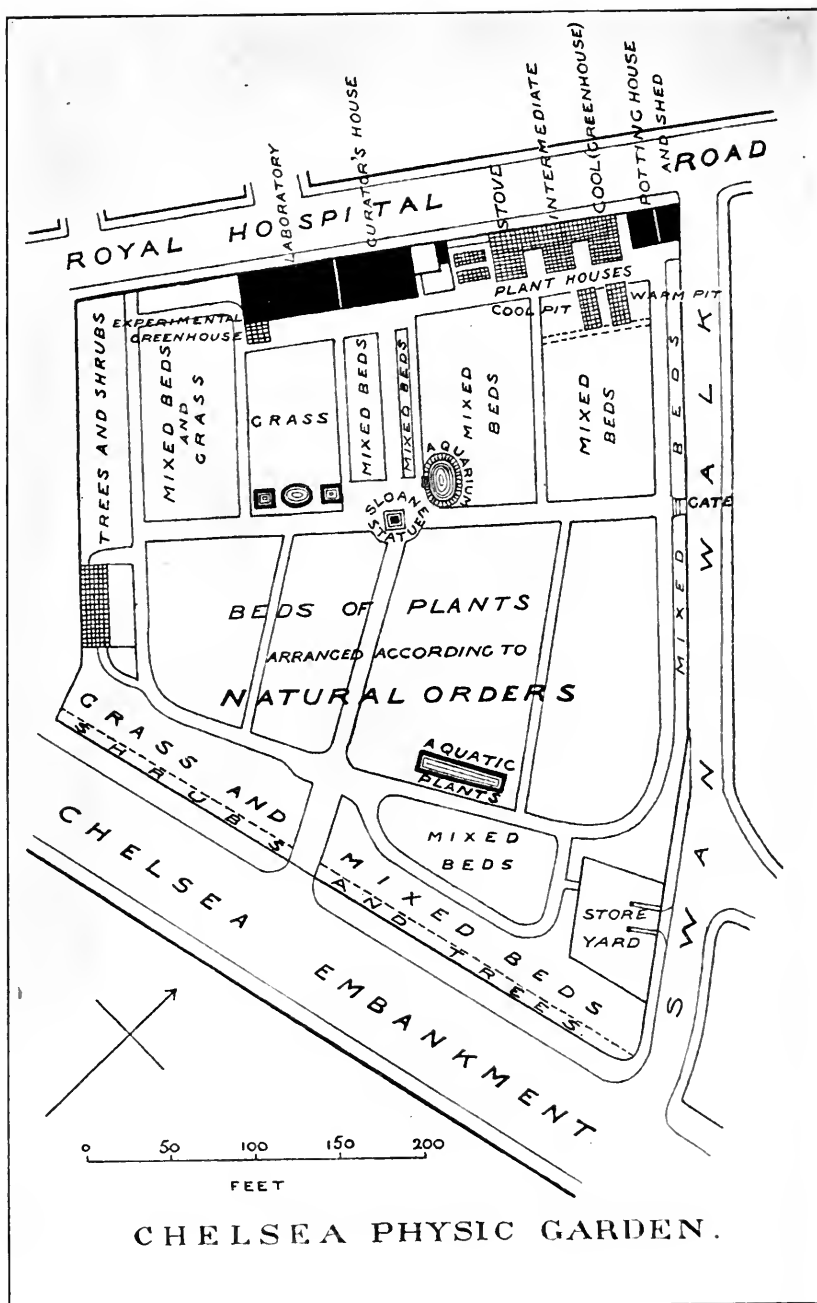 LABORATORY
CURATOR'S HOUSE
STOVE
INTERMEDIATE
COOL (GREENHOUSE)
POTTING HOUSE
AND SHED
ROYAL HOSPITAL ROAD
PLANT HOUSES
COOL PIT
WARM PIT
EXPERIMENTAL
GREENHOUSE
TREES AND SHRUBS
MIXED BEDS
AND
GRASS
GRASS
MIXED BEDS
MIXED BEDS
MIXED
BEDS
MIXED
BEDS
AQUARIUM
SLOANE
STATUE
GATE
MIXED BEDS
SWAN WALK
BEDS OF PLANTS
ARRANGED ACCORDING TO
NATURAL ORDERS
AQUATIC
PLANTS
GRASS AND
SHRUBS
MIXED
BEDS
MIXED BEDS
AND TREES.
STORE
YARD
CHELSEA EMBANKMENT
0 50 100 150 200
FEET
CHELSEA PHYSIC GARDEN.